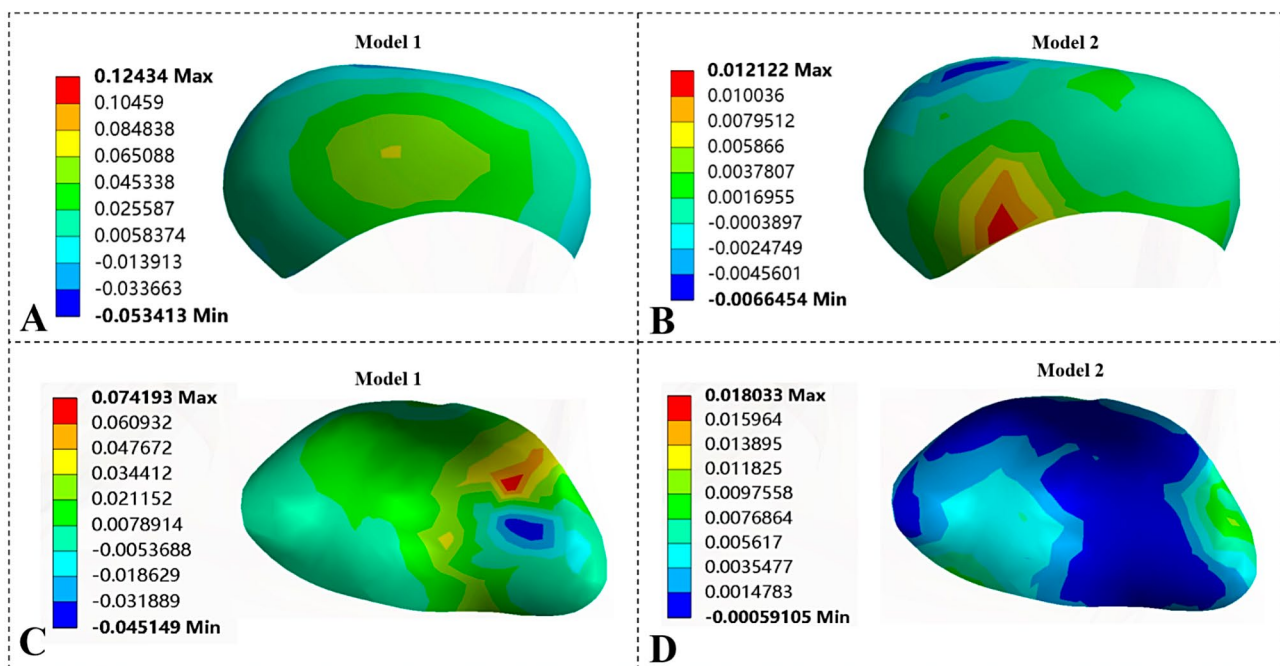 Model 1
0.12434 Max
0.10459
0.084838
0.065088
0.045338
0.025587
0.0058374
-0.013913
-0.033663
-0.053413 Min
A
Model 2
0.012122 Max
0.010036
0.0079512
0.005866
0.0037807
0.0016955
-0.0003897
-0.0024749
-0.0045601
-0.0066454 Min
B
Model 1
0.074193 Max
0.060932
0.047672
0.034412
0.021152
0.0078914
-0.0053688
-0.018629
-0.031889
-0.045149 Min
C
Model 2
0.018033 Max
0.015964
0.013895
0.011825
0.0097558
0.0076864
0.005617
0.0035477
0.0014783
-0.00059105 Min
D